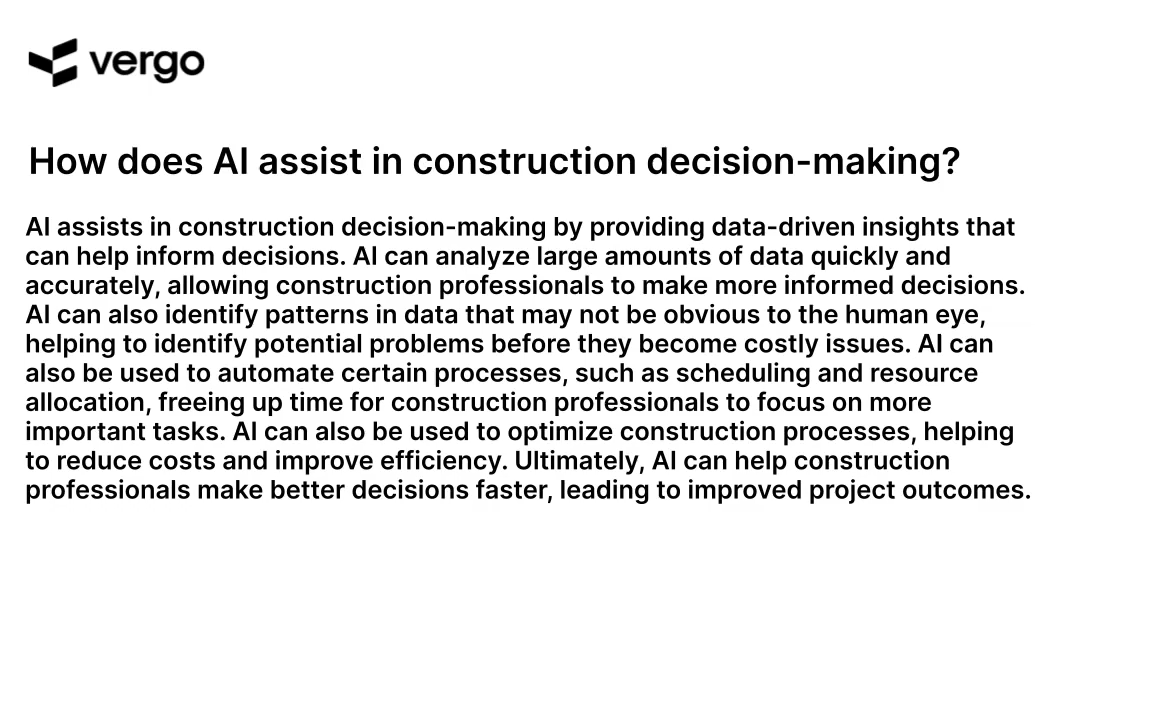 vergo
How does AI assist in construction decision-making?
AI assists in construction decision-making by providing data-driven insights that
can help inform decisions. AI can analyze large amounts of data quickly and
accurately, allowing construction professionals to make more informed decisions.
AI can also identify patterns in data that may not be obvious to the human eye,
helping to identify potential problems before they become costly issues. AI can
also be used to automate certain processes, such as scheduling and resource
allocation, freeing up time for construction professionals to focus on more
important tasks. AI can also be used to optimize construction processes, helping
to reduce costs and improve efficiency. Ultimately, AI can help construction
professionals make better decisions faster, leading to improved project outcomes.